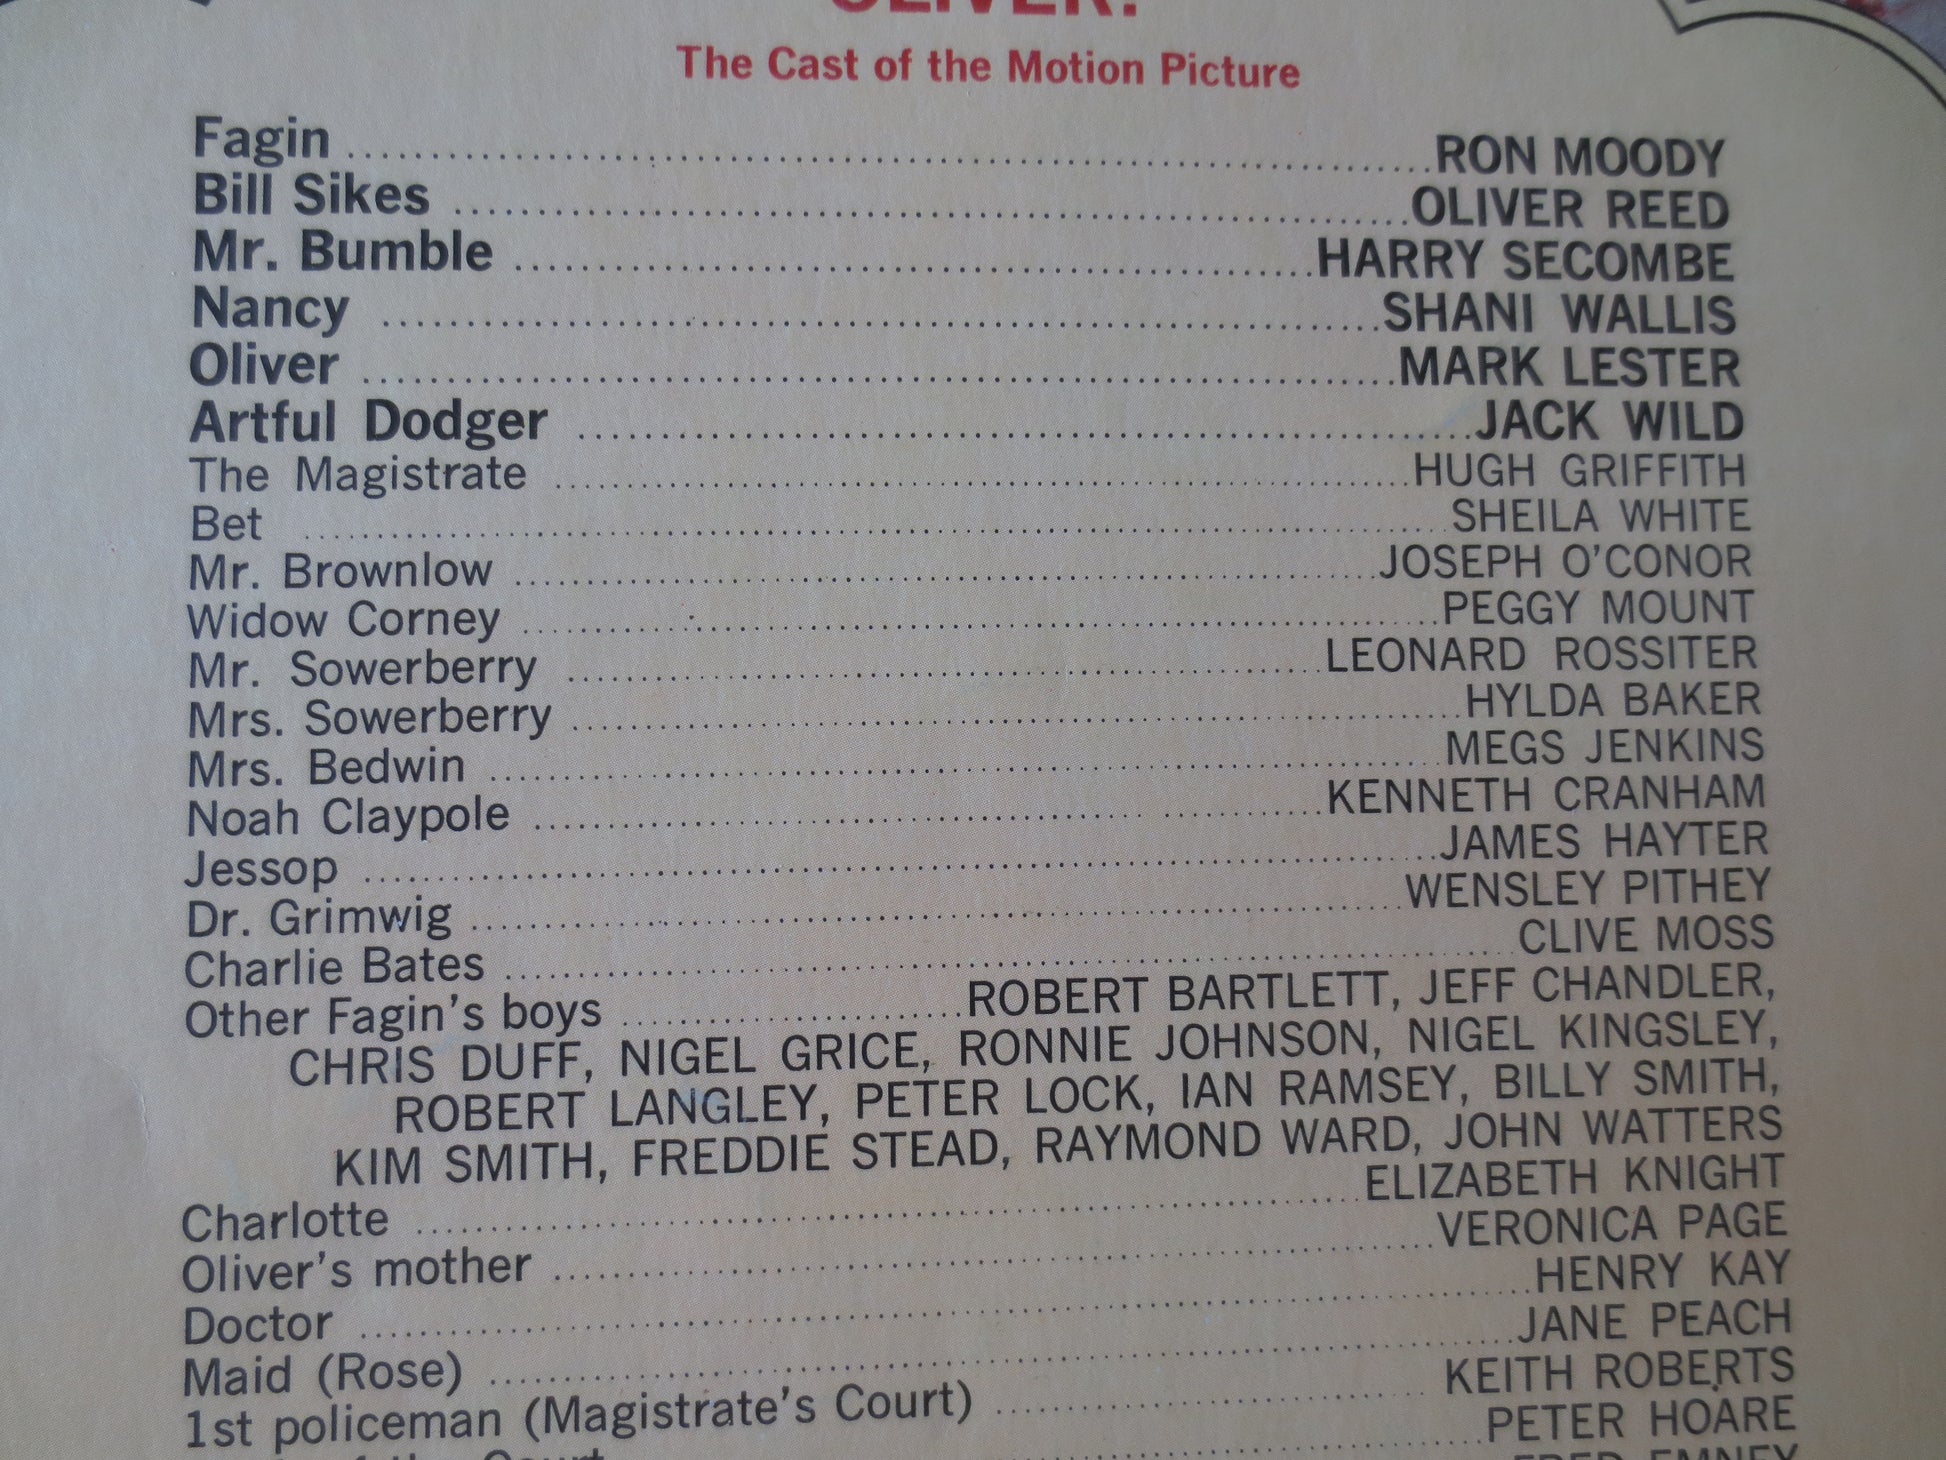 OLIVER!
The Cast of the Motion Picture
Fagin ........ RON MOODY
Bill Sikes ........ OLIVER REED
Mr. Bumble ........ HARRY SECOMBE
Nancy ........ SHANI WALLIS
Oliver ........ MARK LESTER
Artful Dodger ........ JACK WILD
The Magistrate ........ HUGH GRIFFITH
Bet ........ SHEILA WHITE
Mr. Brownlow ........ JOSEPH O'CONOR
Widow Corney ........ PEGGY MOUNT
Mr. Sowerberry ........ LEONARD ROSSITER
Mrs. Sowerberry ........ HYLDA BAKER
Mrs. Bedwin ........ MEGS JENKINS
Noah Claypole ........ KENNETH CRANHAM
Jessop ........ JAMES HAYTER
Dr. Grimwig ........ WENSLEY PITHEY
Charlie Bates ........ CLIVE MOSS
Other Fagin's boys ........ ROBERT BARTLETT, JEFF CHANDLER,
CHRIS DUFF, NIGEL GRICE, RONNIE JOHNSON, NIGEL KINGSLEY,
ROBERT LANGLEY, PETER LOCK, IAN RAMSEY, BILLY SMITH,
KIM SMITH, FREDDIE STEAD, RAYMOND WARD, JOHN WATTERS
Charlotte ........ ELIZABETH KNIGHT
Oliver's mother ........ VERONICA PAGE
Doctor ........ HENRY KAY
Maid (Rose) ........ JANE PEACH
1st policeman (Magistrate's Court) ........ KEITH ROBERTS
of the Court ........ PETER HOARE
FRED EMNEY